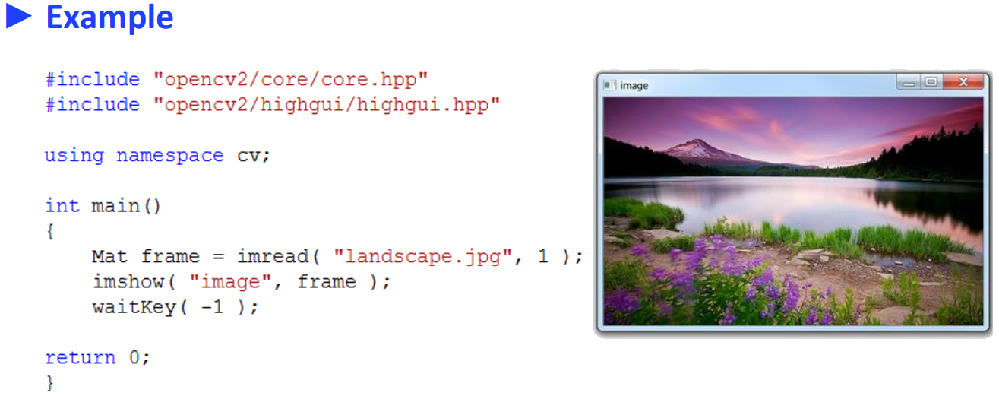 Example
#include "opencv2/core/core.hpp"
#include "opencv2/highgui/highgui.hpp"
using namespace cv;
int main()
{
    Mat frame = imread( "landscape.jpg", 1 );
    imshow( "image", frame );
    waitKey( -1 );
return 0;
}
image